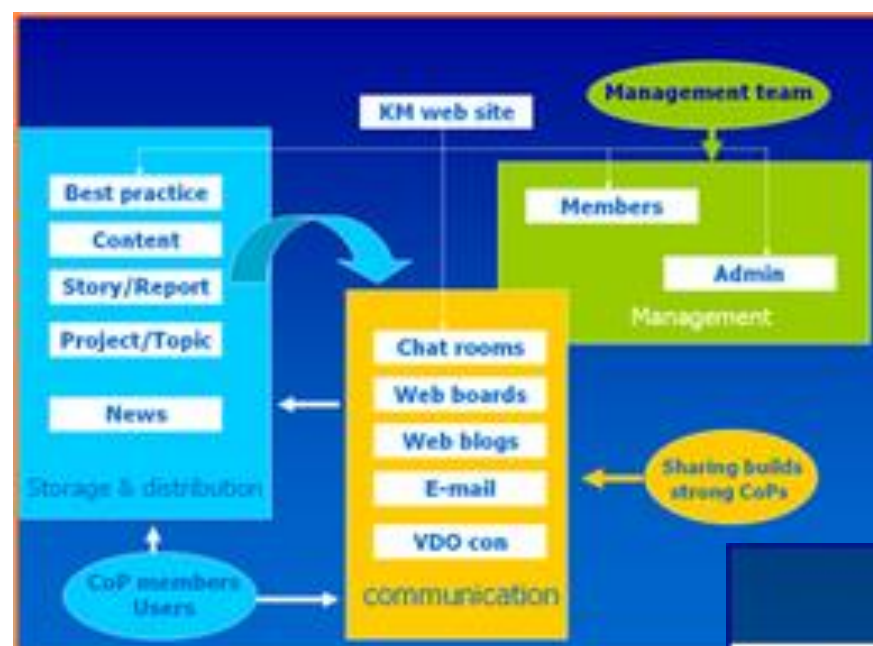 Management team
KM web site
Best practice
Content
Story/Report
Project/Topic
News
Storage & distribution
Members
Admin
Management
Chat rooms
Web boards
Web blogs
E-mail
VDO con
communication
Sharing builds
strong CoPs
CoP members
Users